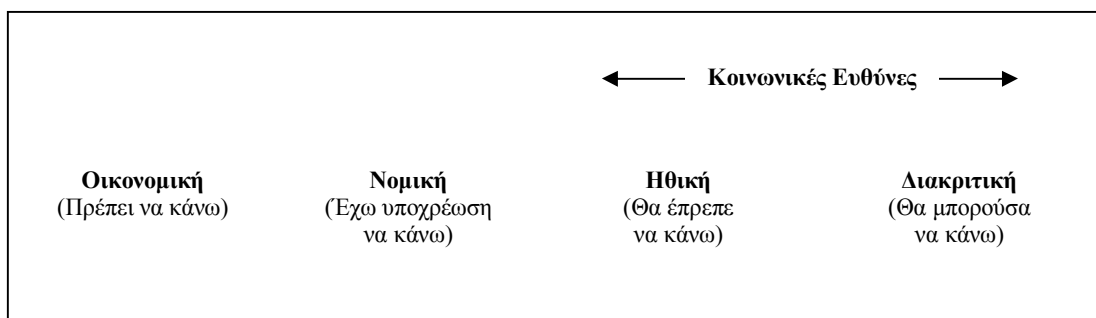 Κοινωνικές Ευθύνες
Οικονομική
(Πρέπει να κάνω)
Νομική
(Έχω υποχρέωση
να κάνω)
Ηθική
(Θα έπρεπε
να κάνω)
Διακριτική
(Θα μπορούσα
να κάνω)